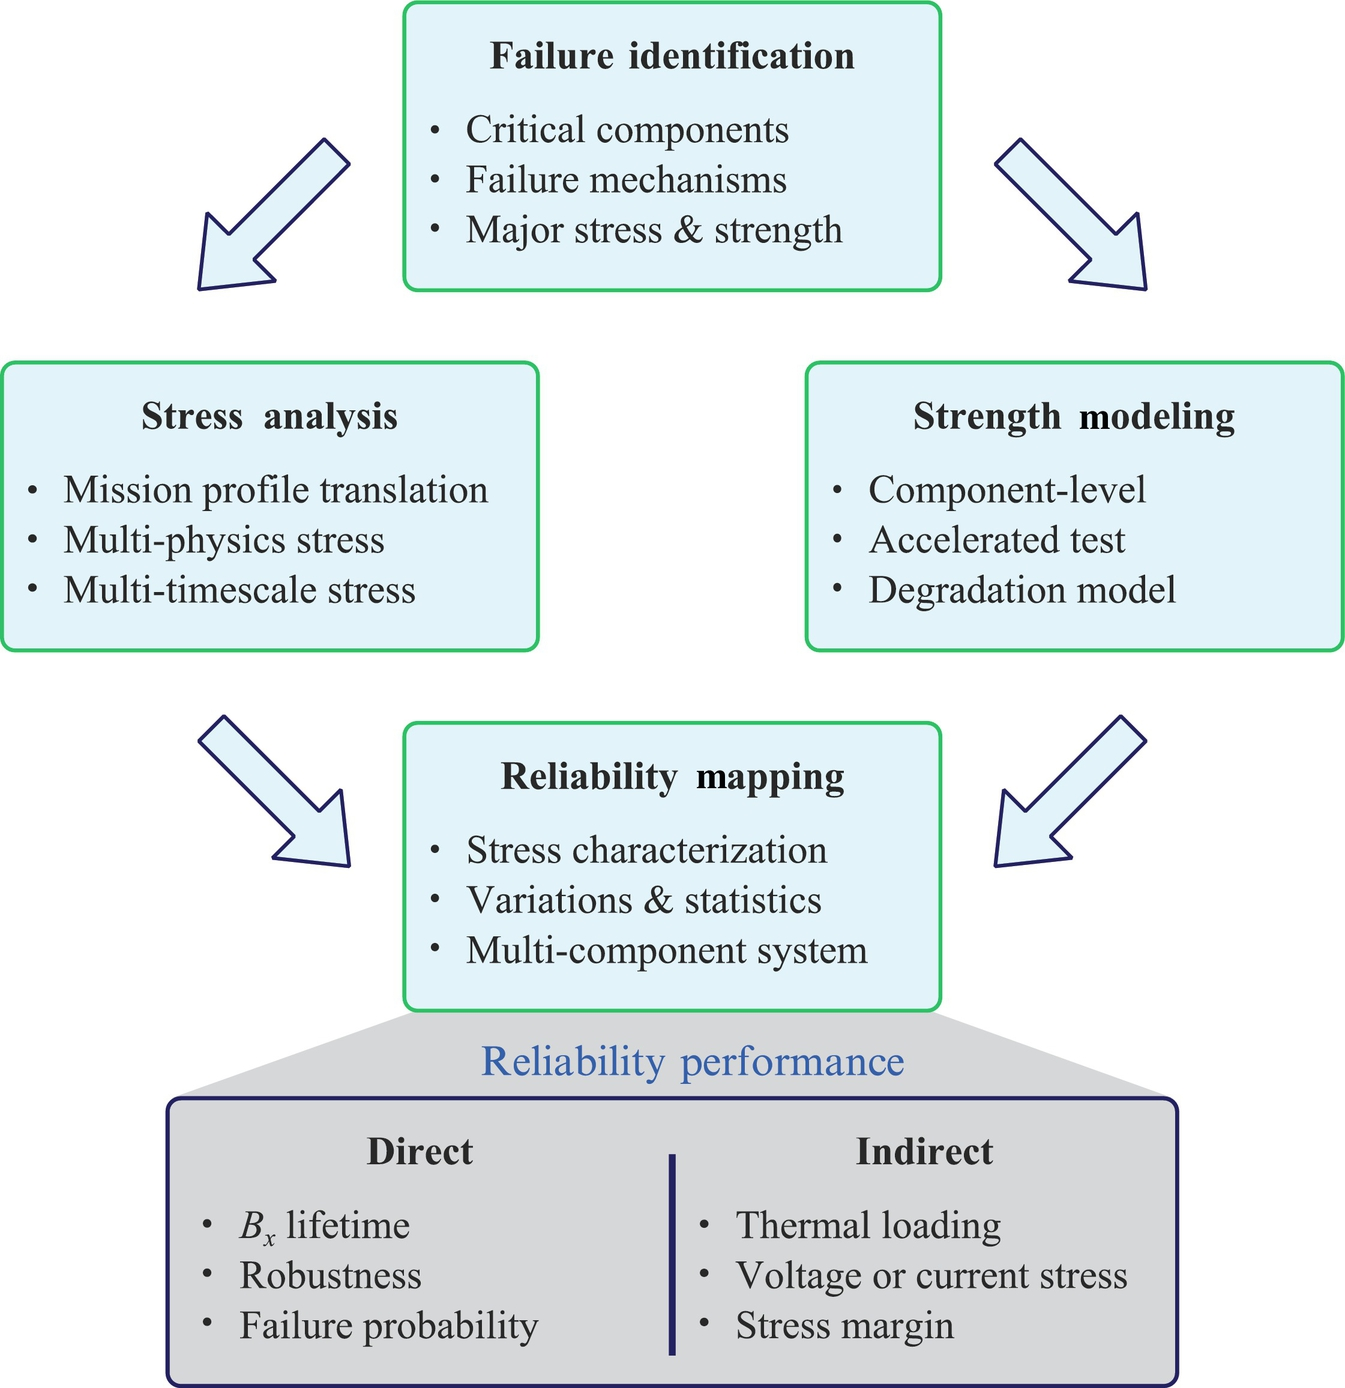 Failure identification
• Critical components
• Failure mechanisms
• Major stress & strength
Stress analysis
• Mission profile translation
• Multi-physics stress
• Multi-timescale stress
Strength modeling
• Component-level
• Accelerated test
• Degradation model
Reliability mapping
• Stress characterization
• Variations & statistics
• Multi-component system
Reliability performance
Direct
• Bx lifetime
• Robustness
• Failure probability
Indirect
• Thermal loading
• Voltage or current stress
• Stress margin